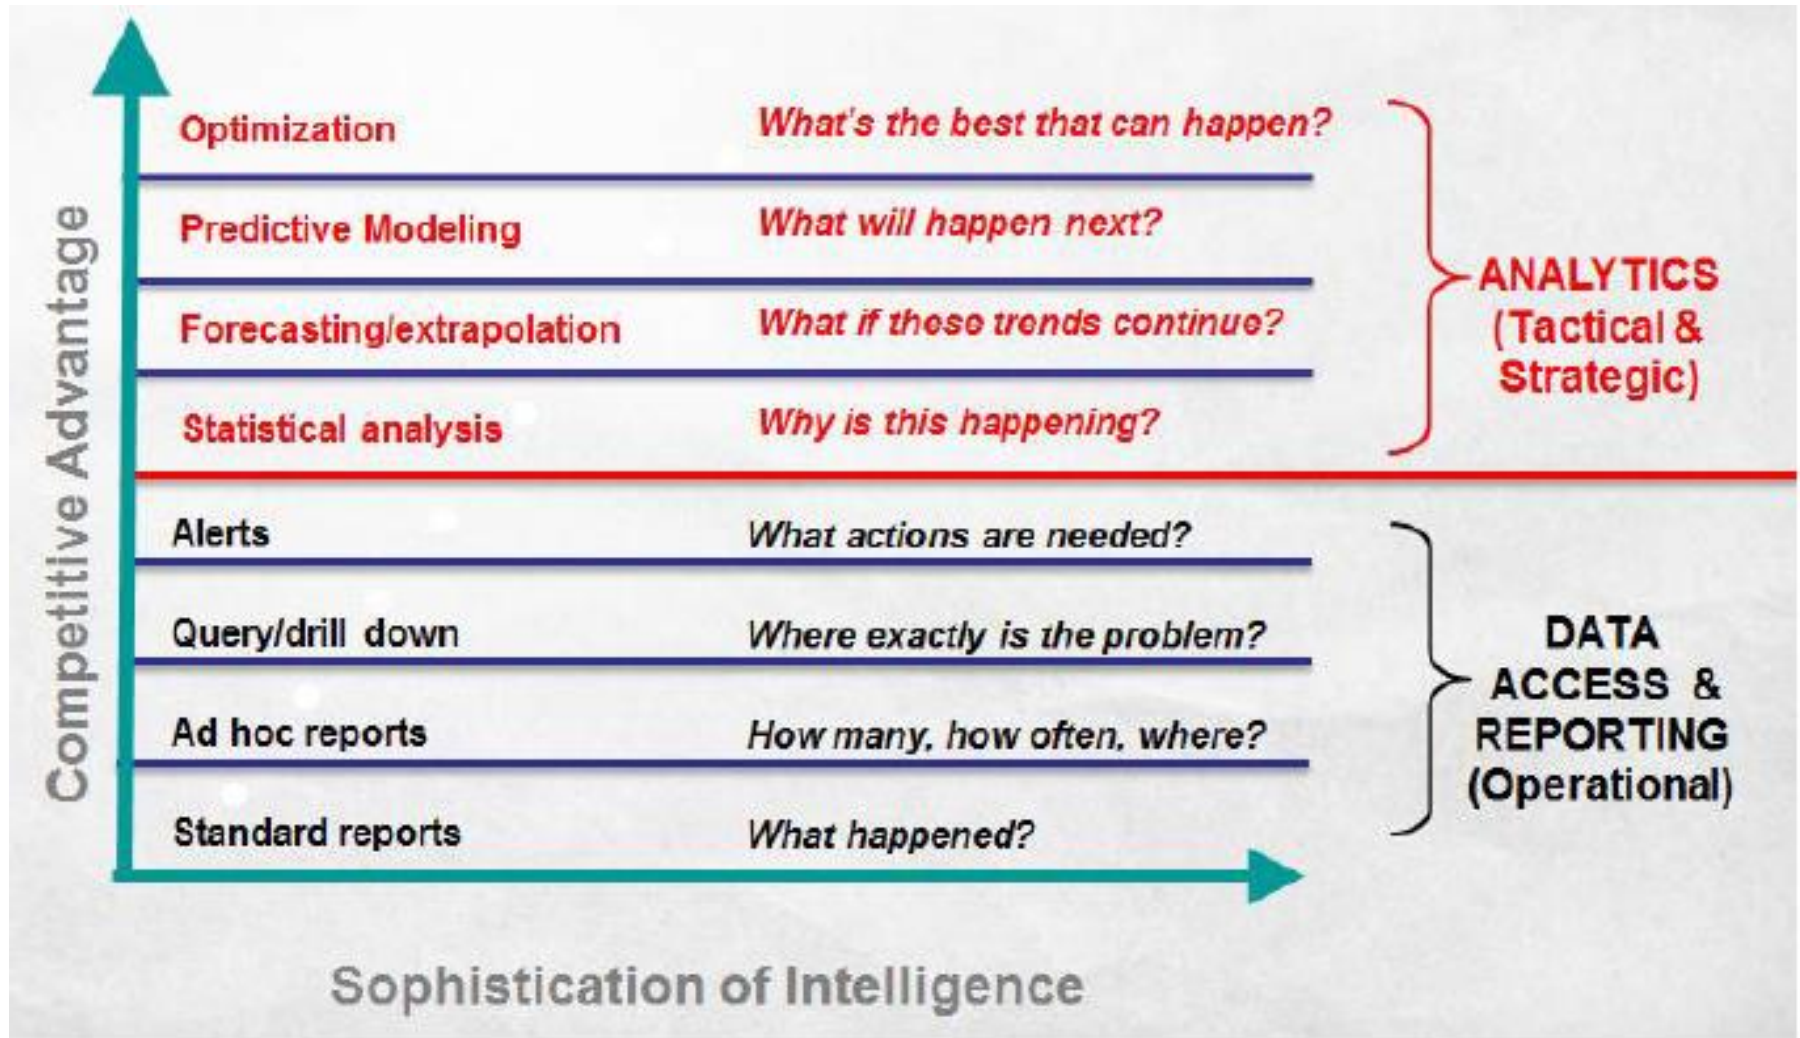 Competitive Advantage
Optimization What's the best that can happen?
Predictive Modeling What will happen next?
Forecasting/extrapolation What if these trends continue?
Statistical analysis Why is this happening?
ANALYTICS
(Tactical &
Strategic)
Alerts What actions are needed?
Query/drill down Where exactly is the problem?
Ad hoc reports How many, how often, where?
Standard reports What happened?
DATA
ACCESS &
REPORTING
(Operational)
Sophistication of Intelligence